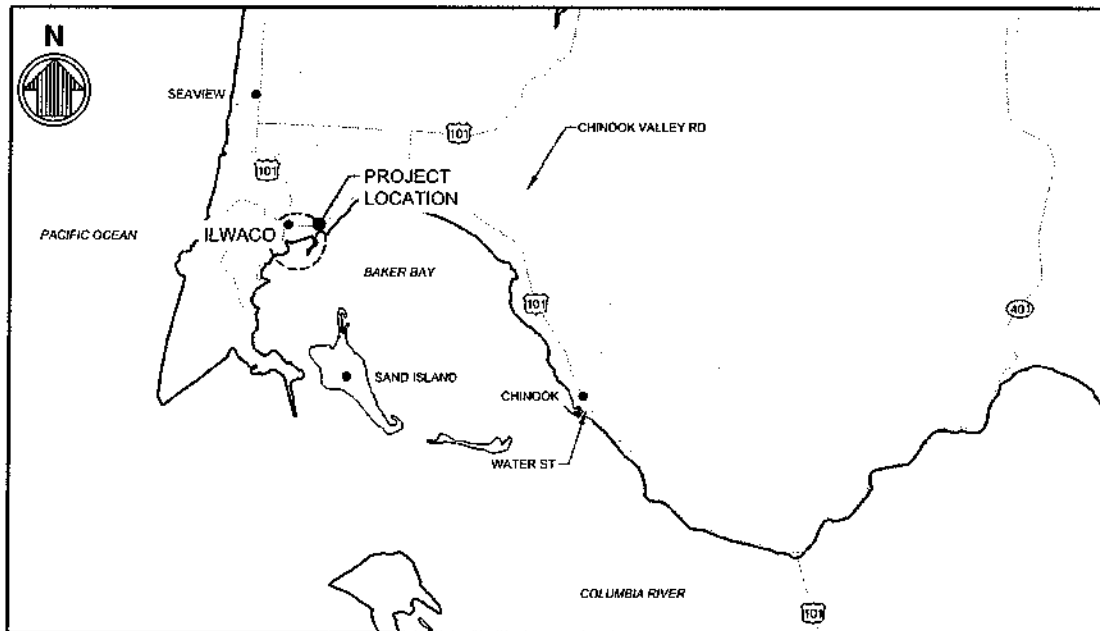 N
SEAVIEW
101
CHINOOK VALLEY RD
101
PROJECT
LOCATION
ILWACO
PACIFIC OCEAN
BAKER BAY
101
401
SAND ISLAND
CHINOOK
WATER ST
COLUMBIA RIVER
101